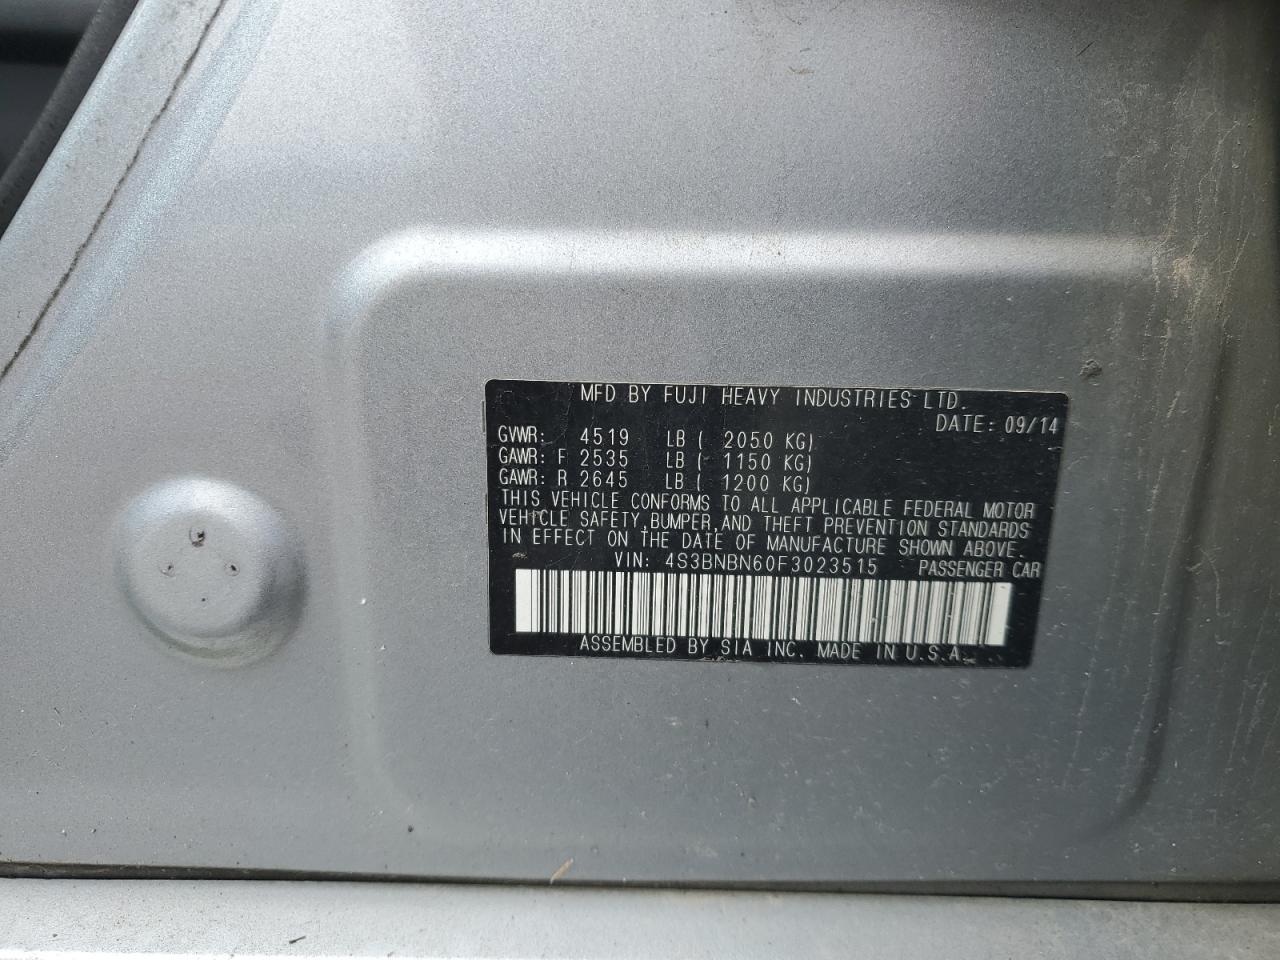 MFD BY FUJI HEAVY INDUSTRIES LTD.
DATE: 09/14
GVWR: 4519 LB ( 2050 KG)
GAWR: F 2535 LB ( 1150 KG)
GAWR: R 2645 LB ( 1200 KG)
THIS VEHICLE CONFORMS TO ALL APPLICABLE FEDERAL MOTOR
VEHICLE SAFETY, BUMPER, AND THEFT PREVENTION STANDARDS
IN EFFECT ON THE DATE OF MANUFACTURE SHOWN ABOVE.
VIN: 4S3BNBN60F3023515 PASSENGER CAR
ASSEMBLED BY SIA INC. MADE IN U.S.A.